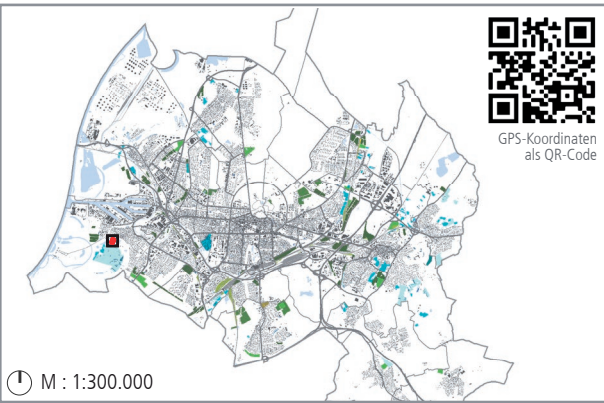 GPS-Koordinaten
als QR-Code
M : 1:300.000